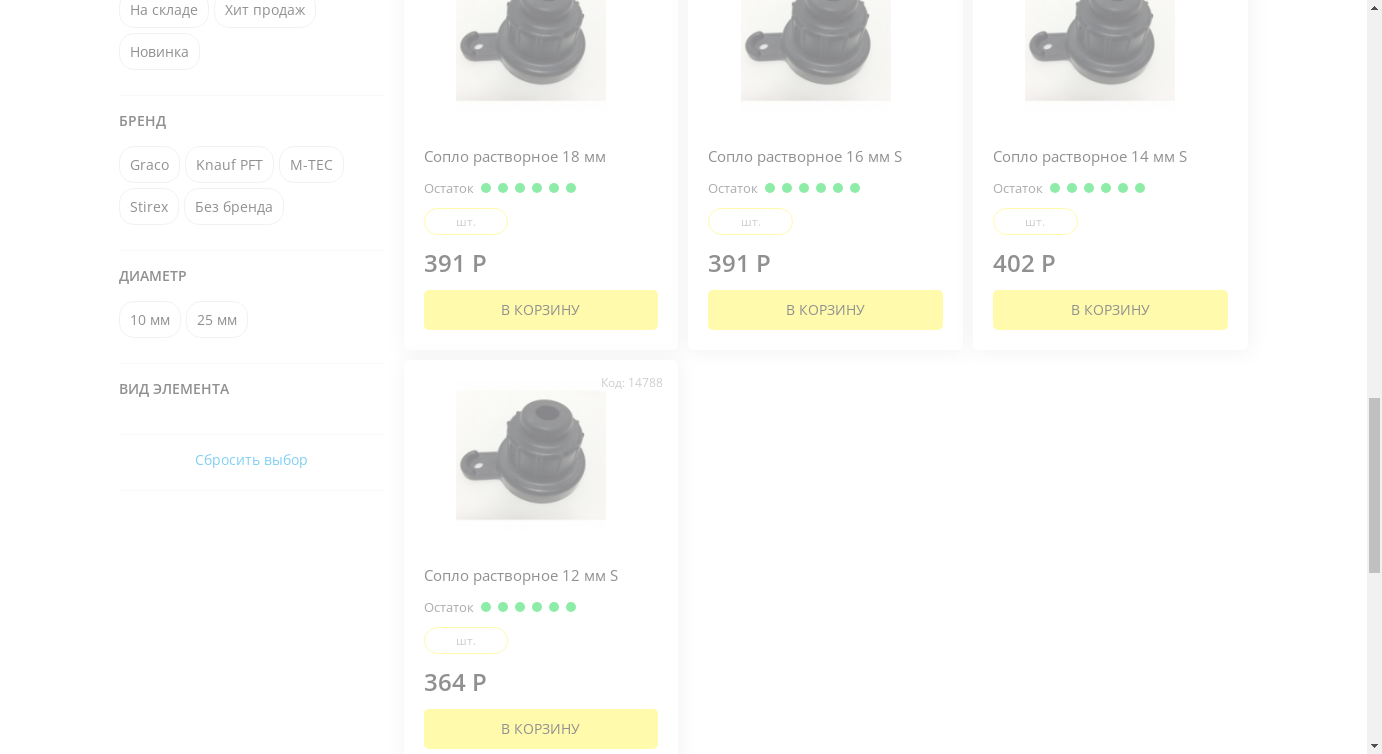 На складе
Хит продаж
Новинка
БРЕНД
Graco
Knauf PFT
M-TEC
Stirex
Без бренда
ДИАМЕТР
10 мм
25 мм
ВИД ЭЛЕМЕНТА
Сбросить выбор
Сопло растворное 18 мм
Остаток
шт.
391 Р
В КОРЗИНУ
Сопло растворное 16 мм S
Остаток
шт.
391 Р
В КОРЗИНУ
Сопло растворное 14 мм S
Остаток
шт.
402 Р
В КОРЗИНУ
Код: 14788
Сопло растворное 12 мм S
Остаток
шт.
364 Р
В КОРЗИНУ